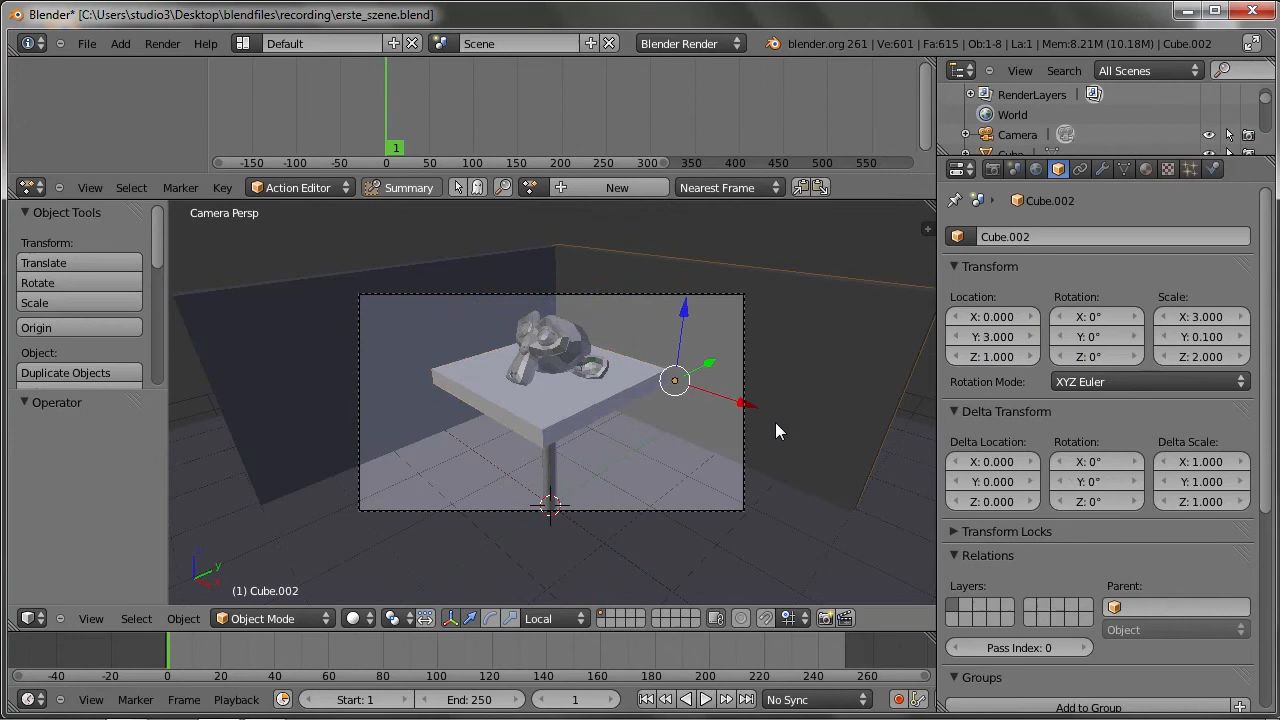 Blender* [C:\Users\studio3\Desktop\blendfiles\recording\erste_szene.blend]
File Add Render Help Default Scene Blender Render blender.org 261 | Ve:601 | Fa:615 | Ob:1-8 | La:1 | Mem:8.21M (10.18M) | Cube.002
View Search All Scenes
RenderLayers
World
Camera
1
-150 -100 -50 0 50 100 150 200 250 300 350 400 450 500 550
View Select Marker Key Action Editor Summary New Nearest Frame
Object Tools
Transform:
Translate
Rotate
Scale
Origin
Object:
Duplicate Objects
Operator
Camera Persp
z
y
x
(1) Cube.002
View Select Object Object Mode Local
-40 -20 0 20 40 60 80 100 120 140 160 180 200 220 240 260
View Marker Frame Playback Start: 1 End: 250 1 No Sync
Cube.002
Cube.002
Transform
Location: Rotation: Scale:
X: 0.000 X: 0° X: 3.000
Y: 3.000 Y: 0° Y: 0.100
Z: 1.000 Z: 0° Z: 2.000
Rotation Mode: XYZ Euler
Delta Transform
Delta Location: Rotation: Delta Scale:
X: 0.000 X: 0° X: 1.000
Y: 0.000 Y: 0° Y: 1.000
Z: 0.000 Z: 0° Z: 1.000
Transform Locks
Relations
Layers: Parent:
Object
Pass Index: 0
Groups
Add to Group